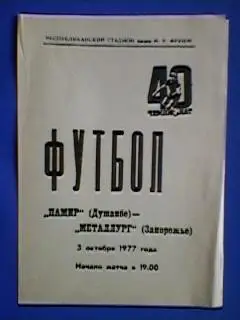 РЕСПУБЛИКАНСКИЙ СТАДИОН имени М. В. ФРУНЗЕ
40
ФУТБОЛ
„ПАМИР“ (Душанбе)—
„МЕТАЛЛУРГ“ (Запорожье)
3 октября 1977 года
Начало матча в 19.00